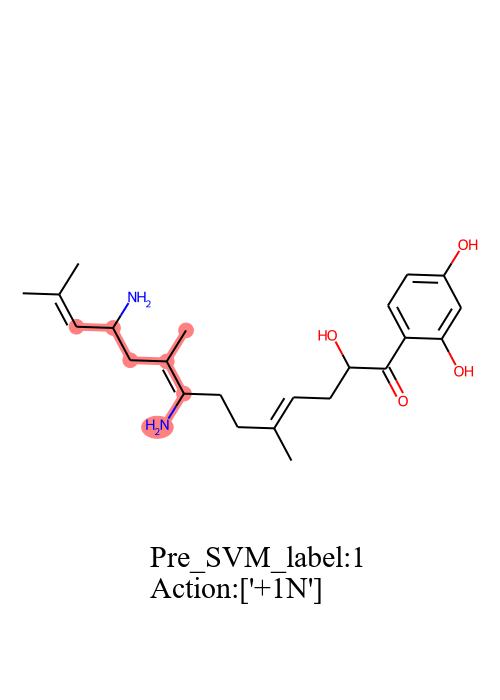 OH
NH2
HO
OH
O
H2N
Pre_SVM_label:1
Action:['+1N']